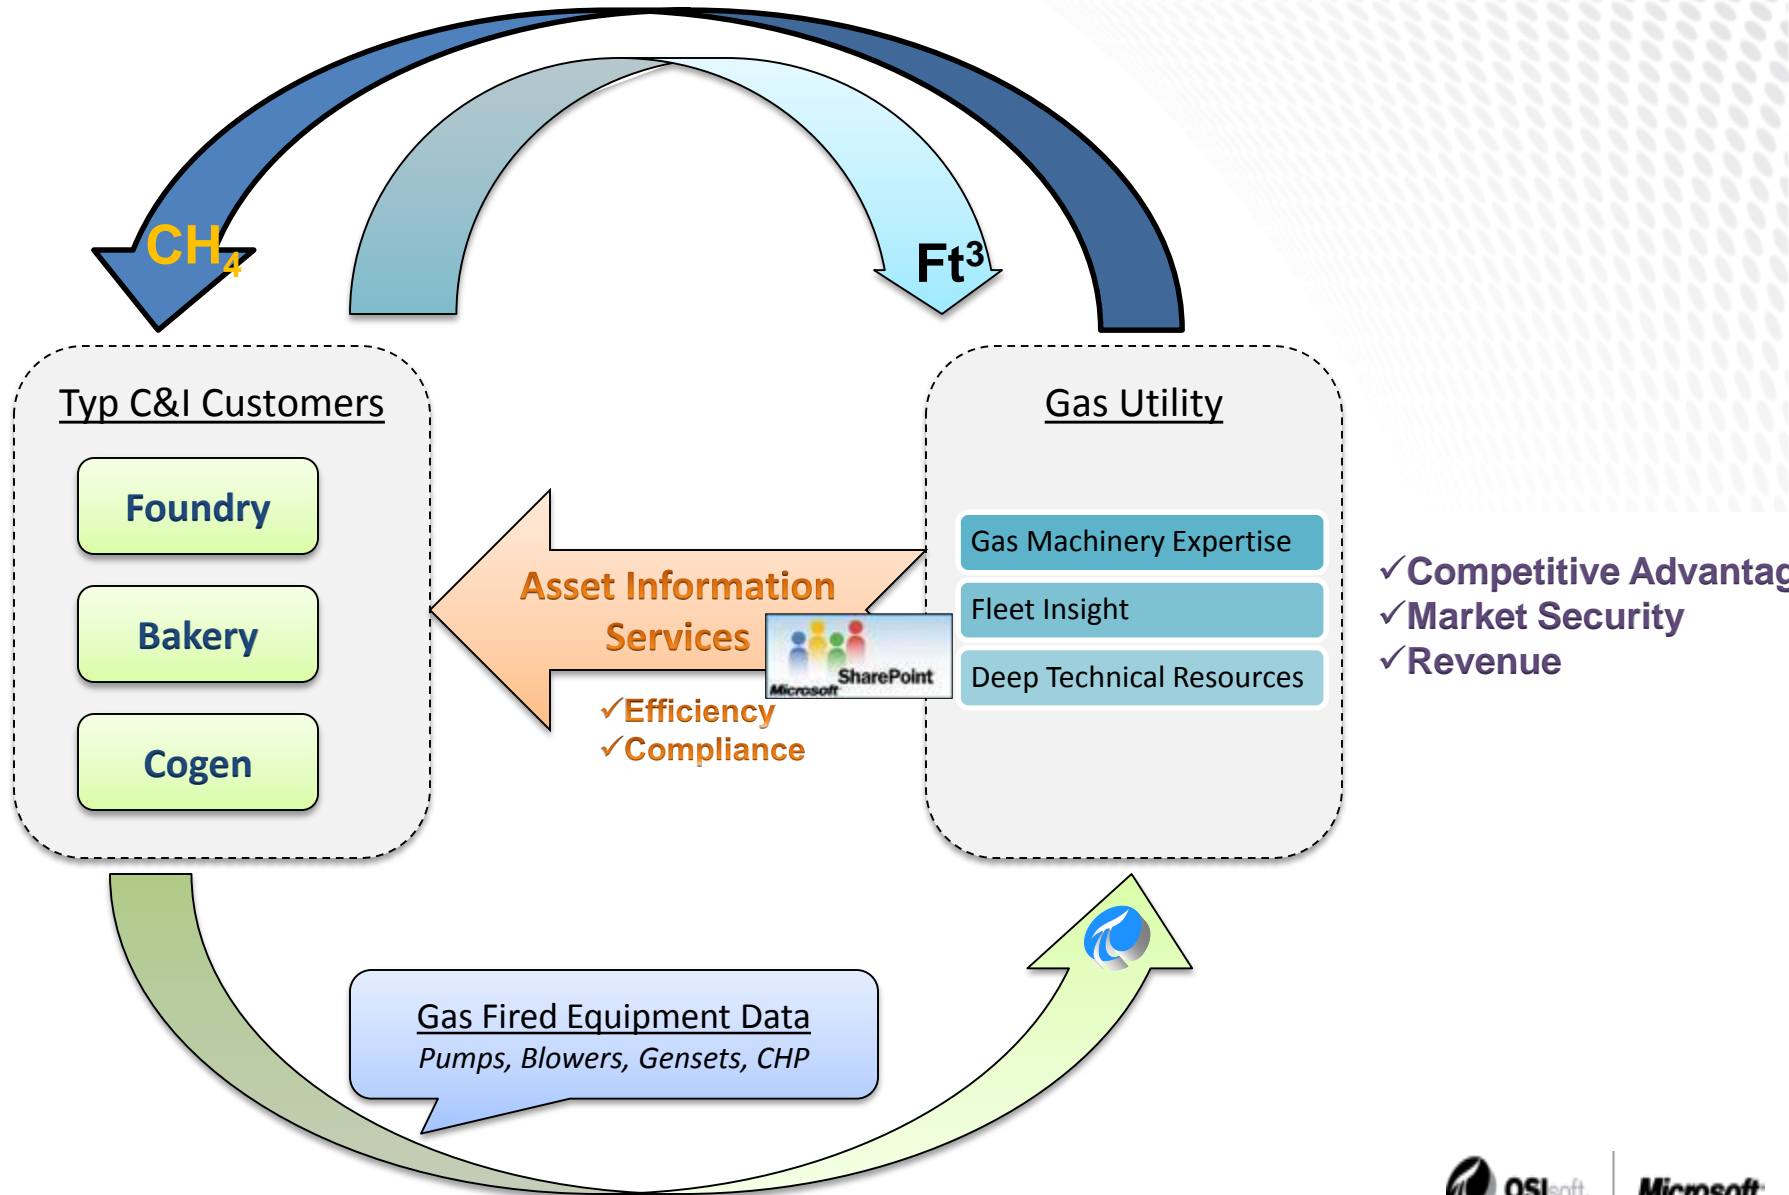 CH4
Ft3
Typ C&I Customers
Foundry
Bakery
Cogen
Gas Utility
Gas Machinery Expertise
Fleet Insight
Deep Technical Resources
Asset Information
Services
Microsoft SharePoint
✓Efficiency
✓Compliance
✓Competitive Advantag
✓Market Security
✓Revenue
Gas Fired Equipment Data
Pumps, Blowers, Gensets, CHP
OSIsoft.
Microsoft